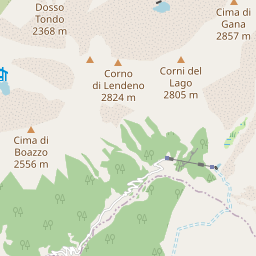 Dosso
Tondo
2368 m
Cima di
Gana
2857 m
Corno
di Lendeno
2824 m
Corni del
Lago
2805 m
Cima di
Boazzo
2556 m